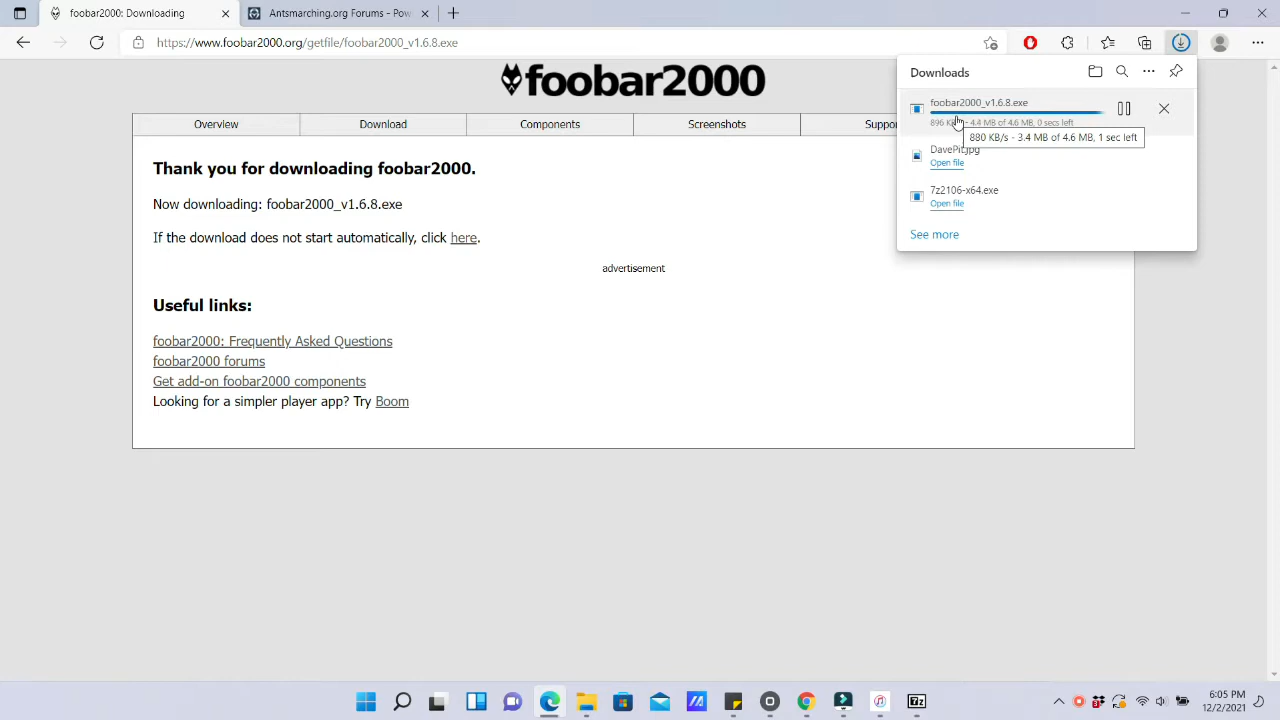 foobar2000: Downloading
Antsmarching.org Forums - Pow
https://www.foobar2000.org/getfile/foobar2000_v1.6.8.exe
foobar2000
Overview
Download
Components
Screenshots
Suppo
Thank you for downloading foobar2000.
Now downloading: foobar2000_v1.6.8.exe
If the download does not start automatically, click here.
advertisement
Useful links:
foobar2000: Frequently Asked Questions
foobar2000 forums
Get add-on foobar2000 components
Looking for a simpler player app? Try Boom
Downloads
foobar2000_v1.6.8.exe
896 K - 4.4 MB of 4.6 MB, 0 secs left
880 KB/s - 3.4 MB of 4.6 MB, 1 sec left
DavePit.jpg
Open file
7z2106-x64.exe
Open file
See more
7z
6:05 PM
12/2/2021